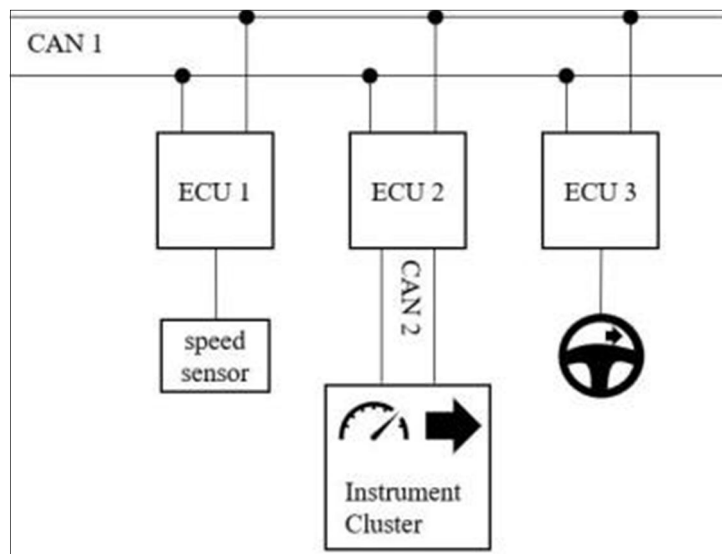 CAN 1
ECU 1
ECU 2
ECU 3
CAN 2
speed
sensor
Instrument
Cluster